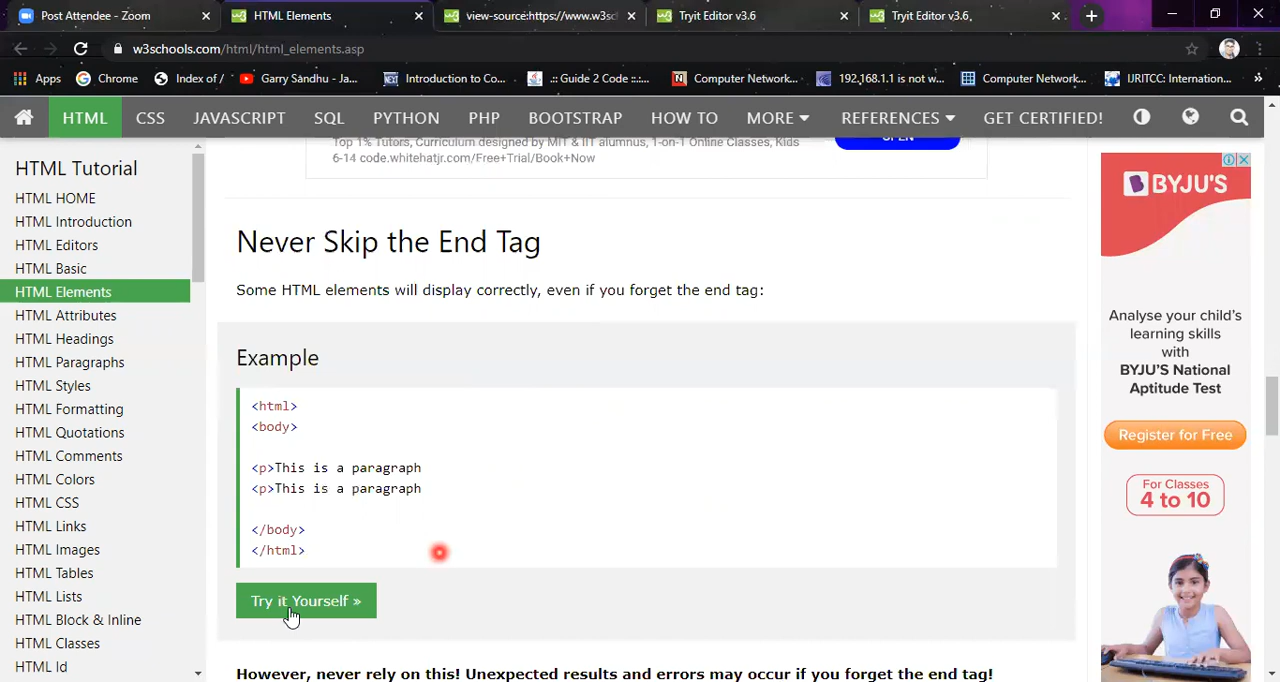 Post Attendee - Zoom
HTML Elements
view-source:https://www.w3sc
Tryit Editor v3.6
Tryit Editor v3.6,
w3schools.com/html/html_elements.asp
Apps
Chrome
Index of /
Garry Sandhu - Ja...
Introduction to Co...
.:: Guide 2 Code ::.:...
Computer Network...
192.168.1.1 is not w...
Computer Network...
IJRITCC: Internation...
HTML
CSS
JAVASCRIPT
SQL
PYTHON
PHP
BOOTSTRAP
HOW TO
MORE
REFERENCES
GET CERTIFIED!
HTML Tutorial
HTML HOME
HTML Introduction
HTML Editors
HTML Basic
HTML Elements
HTML Attributes
HTML Headings
HTML Paragraphs
HTML Styles
HTML Formatting
HTML Quotations
HTML Comments
HTML Colors
HTML CSS
HTML Links
HTML Images
HTML Tables
HTML Lists
HTML Block & Inline
HTML Classes
HTML Id
Top 1% Tutors, Curriculum designed by MIT & IIT alumnus, 1-on-1 Online Classes, Kids
6-14 code.whitehatjr.com/Free+Trial/Book+Now
OPEN
Never Skip the End Tag
Some HTML elements will display correctly, even if you forget the end tag:
Example
<html>
<body>
<p>This is a paragraph
<p>This is a paragraph
</body>
</html>
Try it Yourself »
However, never rely on this! Unexpected results and errors may occur if you forget the end tag!
BYJU'S
Analyse your child's
learning skills
with
BYJU'S National
Aptitude Test
Register for Free
For Classes
4 to 10